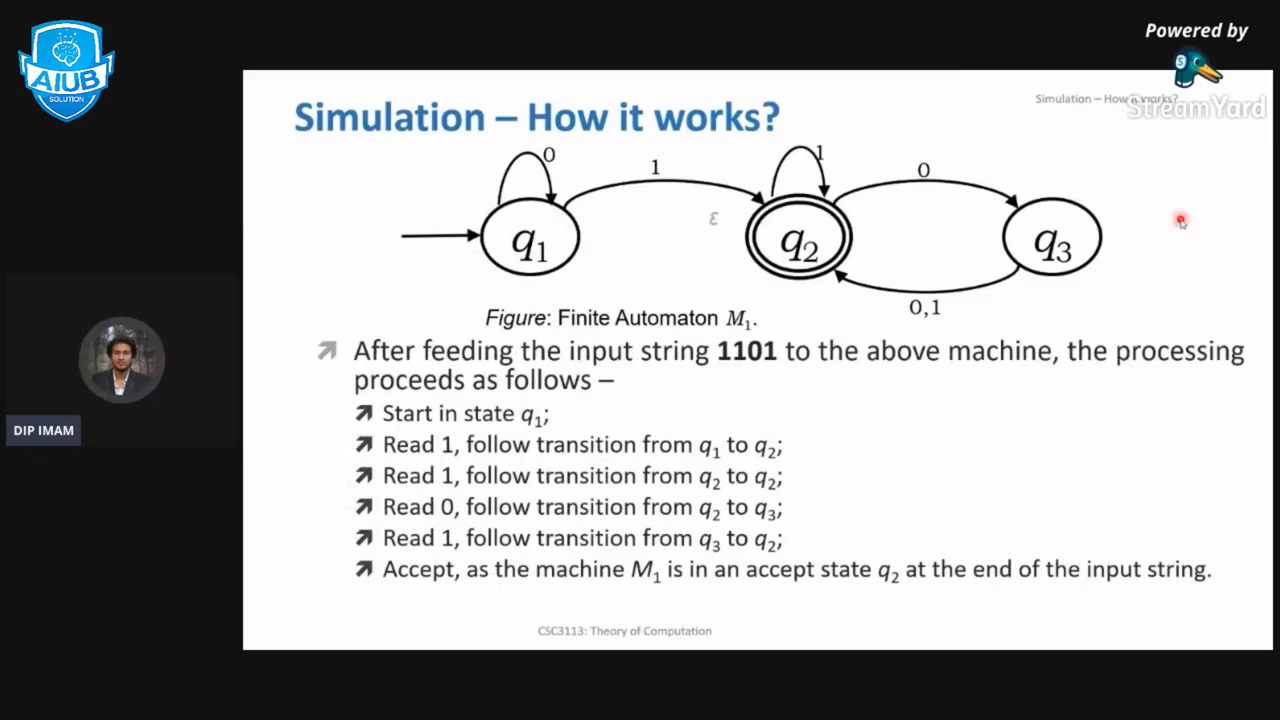 Powered by
StreamYard
AIUB
SOLUTION
Simulation – How it works?
Simulation – How it works?
0
1
1
0
ε
q1
q2
q3
0,1
Figure: Finite Automaton M1.
After feeding the input string 1101 to the above machine, the processing
proceeds as follows –
Start in state q1;
Read 1, follow transition from q1 to q2;
Read 1, follow transition from q2 to q2;
Read 0, follow transition from q2 to q3;
Read 1, follow transition from q3 to q2;
Accept, as the machine M1 is in an accept state q2 at the end of the input string.
DIP IMAM
CSC3113: Theory of Computation